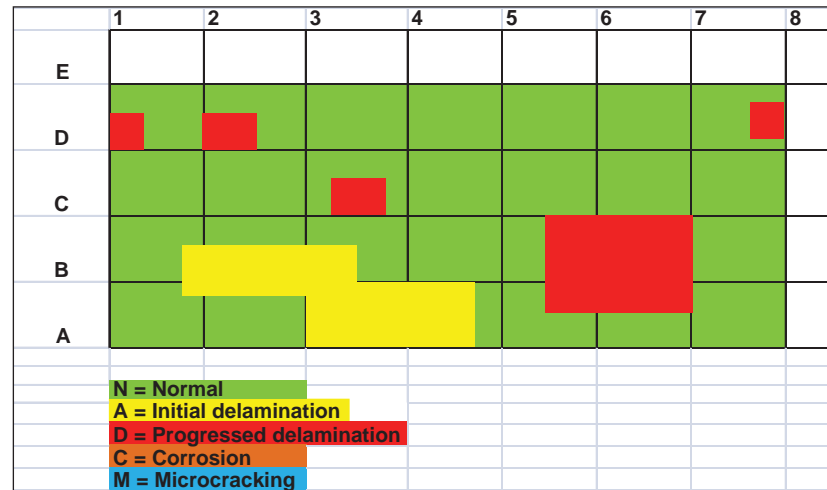 1 2 3 4 5 6 7 8
E
D
C
B
A
N = Normal
A = Initial delamination
D = Progressed delamination
C = Corrosion
M = Microcracking